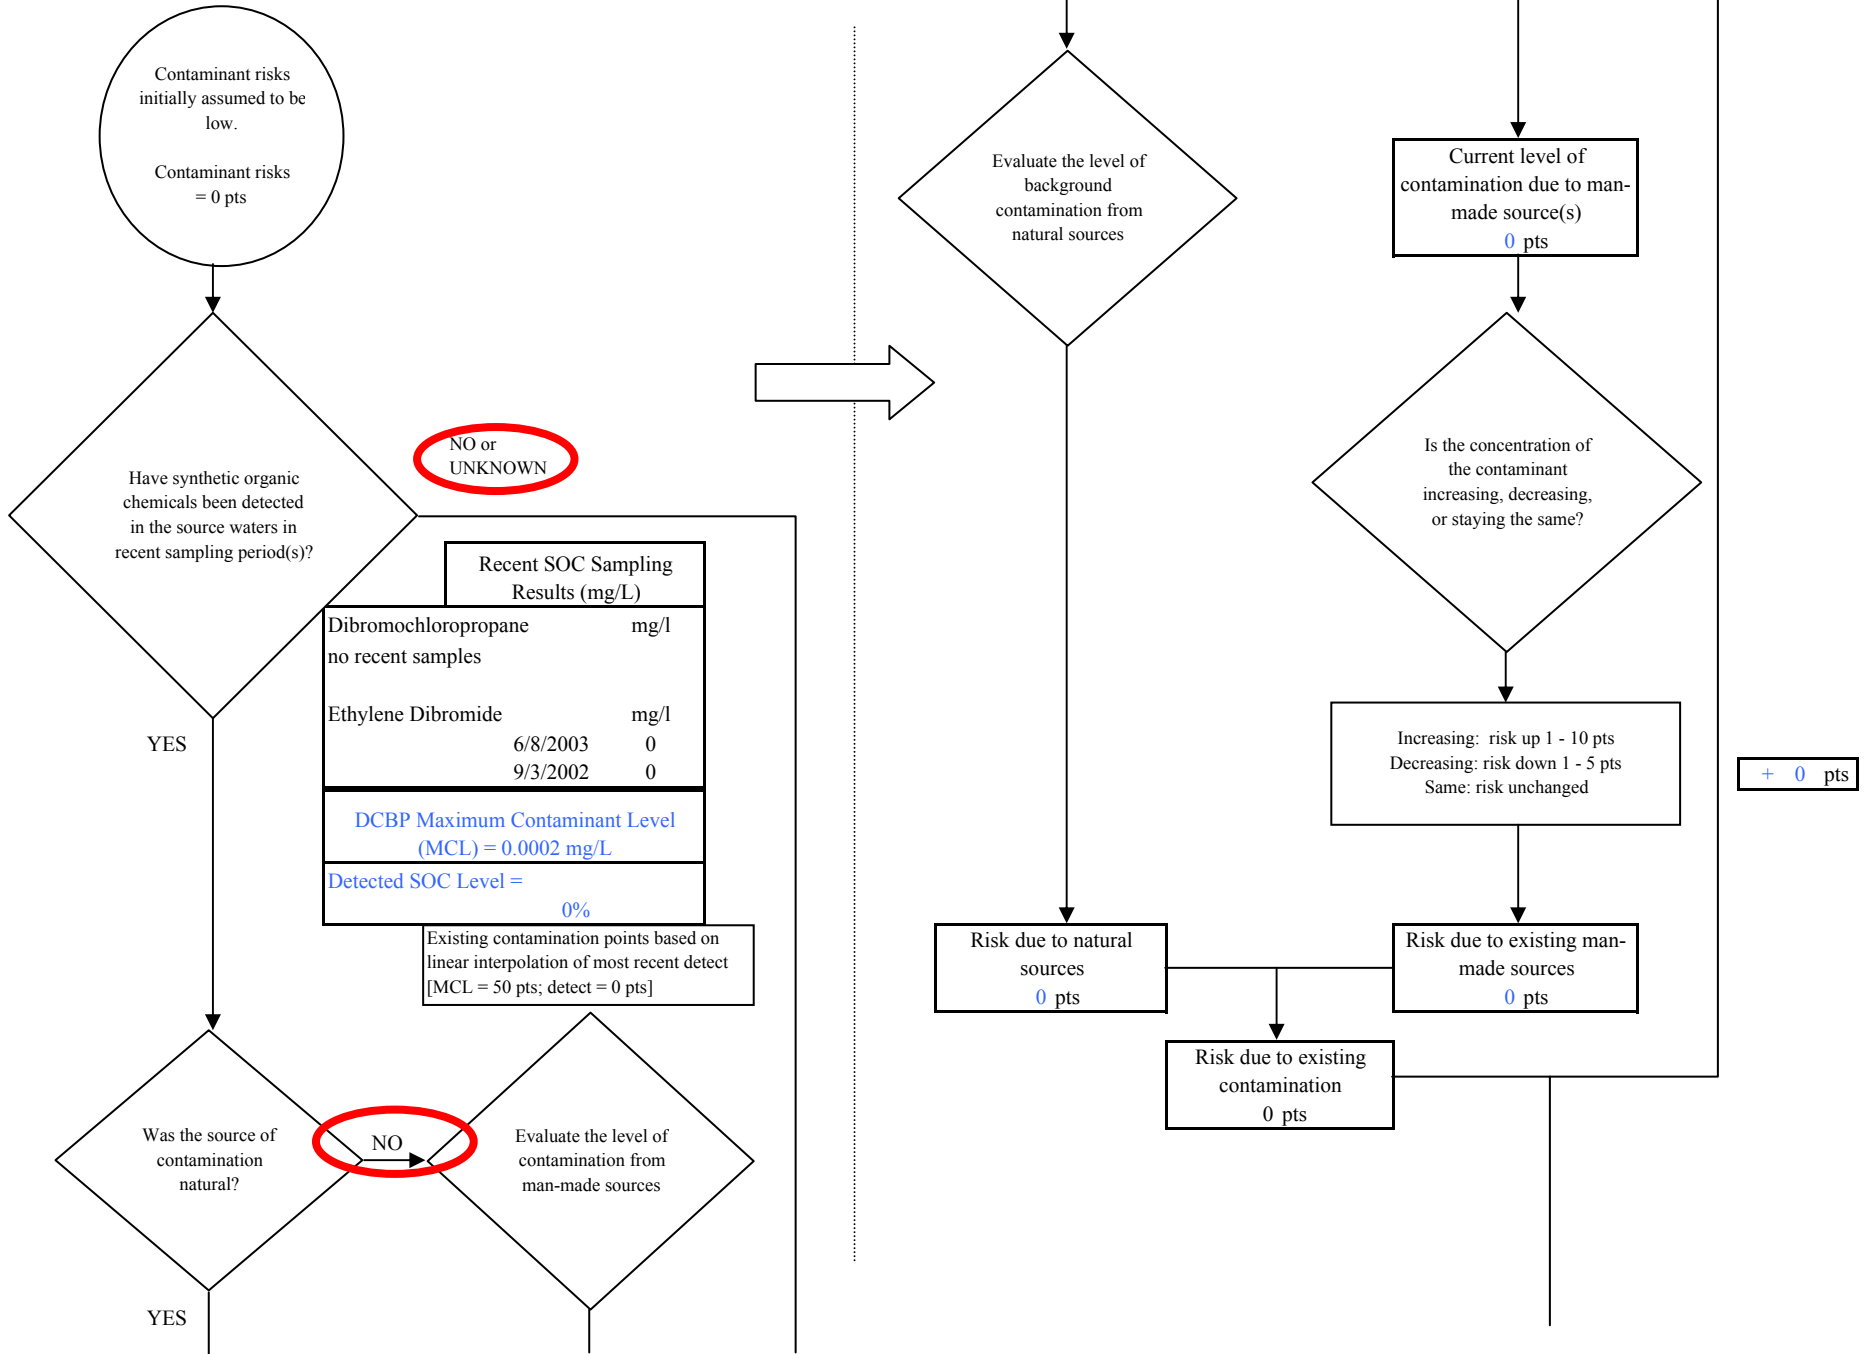 Contaminant risks
initially assumed to be
low.
Contaminant risks
= 0 pts
Have synthetic organic
chemicals been detected
in the source waters in
recent sampling period(s)?
NO or
UNKNOWN
YES
Recent SOC Sampling
Results (mg/L)
Dibromochloropropane mg/l
no recent samples
Ethylene Dibromide mg/l
6/8/2003 0
9/3/2002 0
DCBP Maximum Contaminant Level
(MCL) = 0.0002 mg/L
Detected SOC Level =
0%
Existing contamination points based on
linear interpolation of most recent detect
[MCL = 50 pts; detect = 0 pts]
Was the source of
contamination
natural?
NO
Evaluate the level of
contamination from
man-made sources
YES
Evaluate the level of
background
contamination from
natural sources
Current level of
contamination due to man-
made source(s)
0 pts
Is the concentration of
the contaminant
increasing, decreasing,
or staying the same?
Increasing: risk up 1 - 10 pts
Decreasing: risk down 1 - 5 pts
Same: risk unchanged
+ 0 pts
Risk due to natural
sources
0 pts
Risk due to existing man-
made sources
0 pts
Risk due to existing
contamination
0 pts